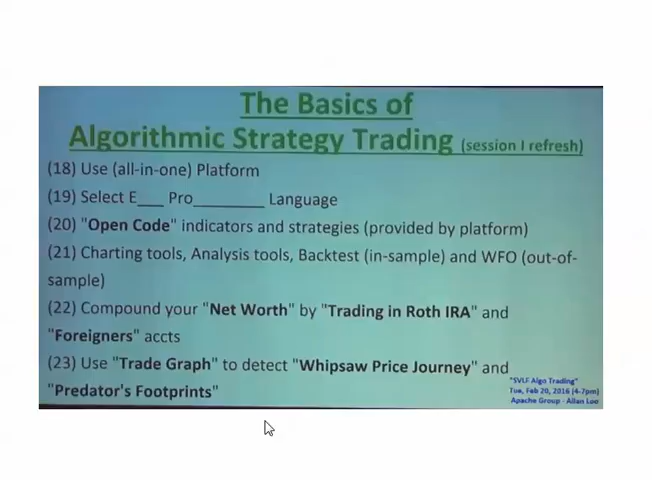 The Basics of
Algorithmic Strategy Trading (session I refresh)
(18) Use (all-in-one) Platform
(19) Select E___ Pro_________ Language
(20) "Open Code" indicators and strategies (provided by platform)
(21) Charting tools, Analysis tools, Backtest (in-sample) and WFO (out-of-
sample)
(22) Compound your "Net Worth" by "Trading in Roth IRA" and
"Foreigners" accts
(23) Use "Trade Graph" to detect "Whipsaw Price Journey" and
"Predator's Footprints"
"SVLF Algo Trading"
Tue, Feb 20, 2016 (4-7pm)
Apache Group - Allan Loo